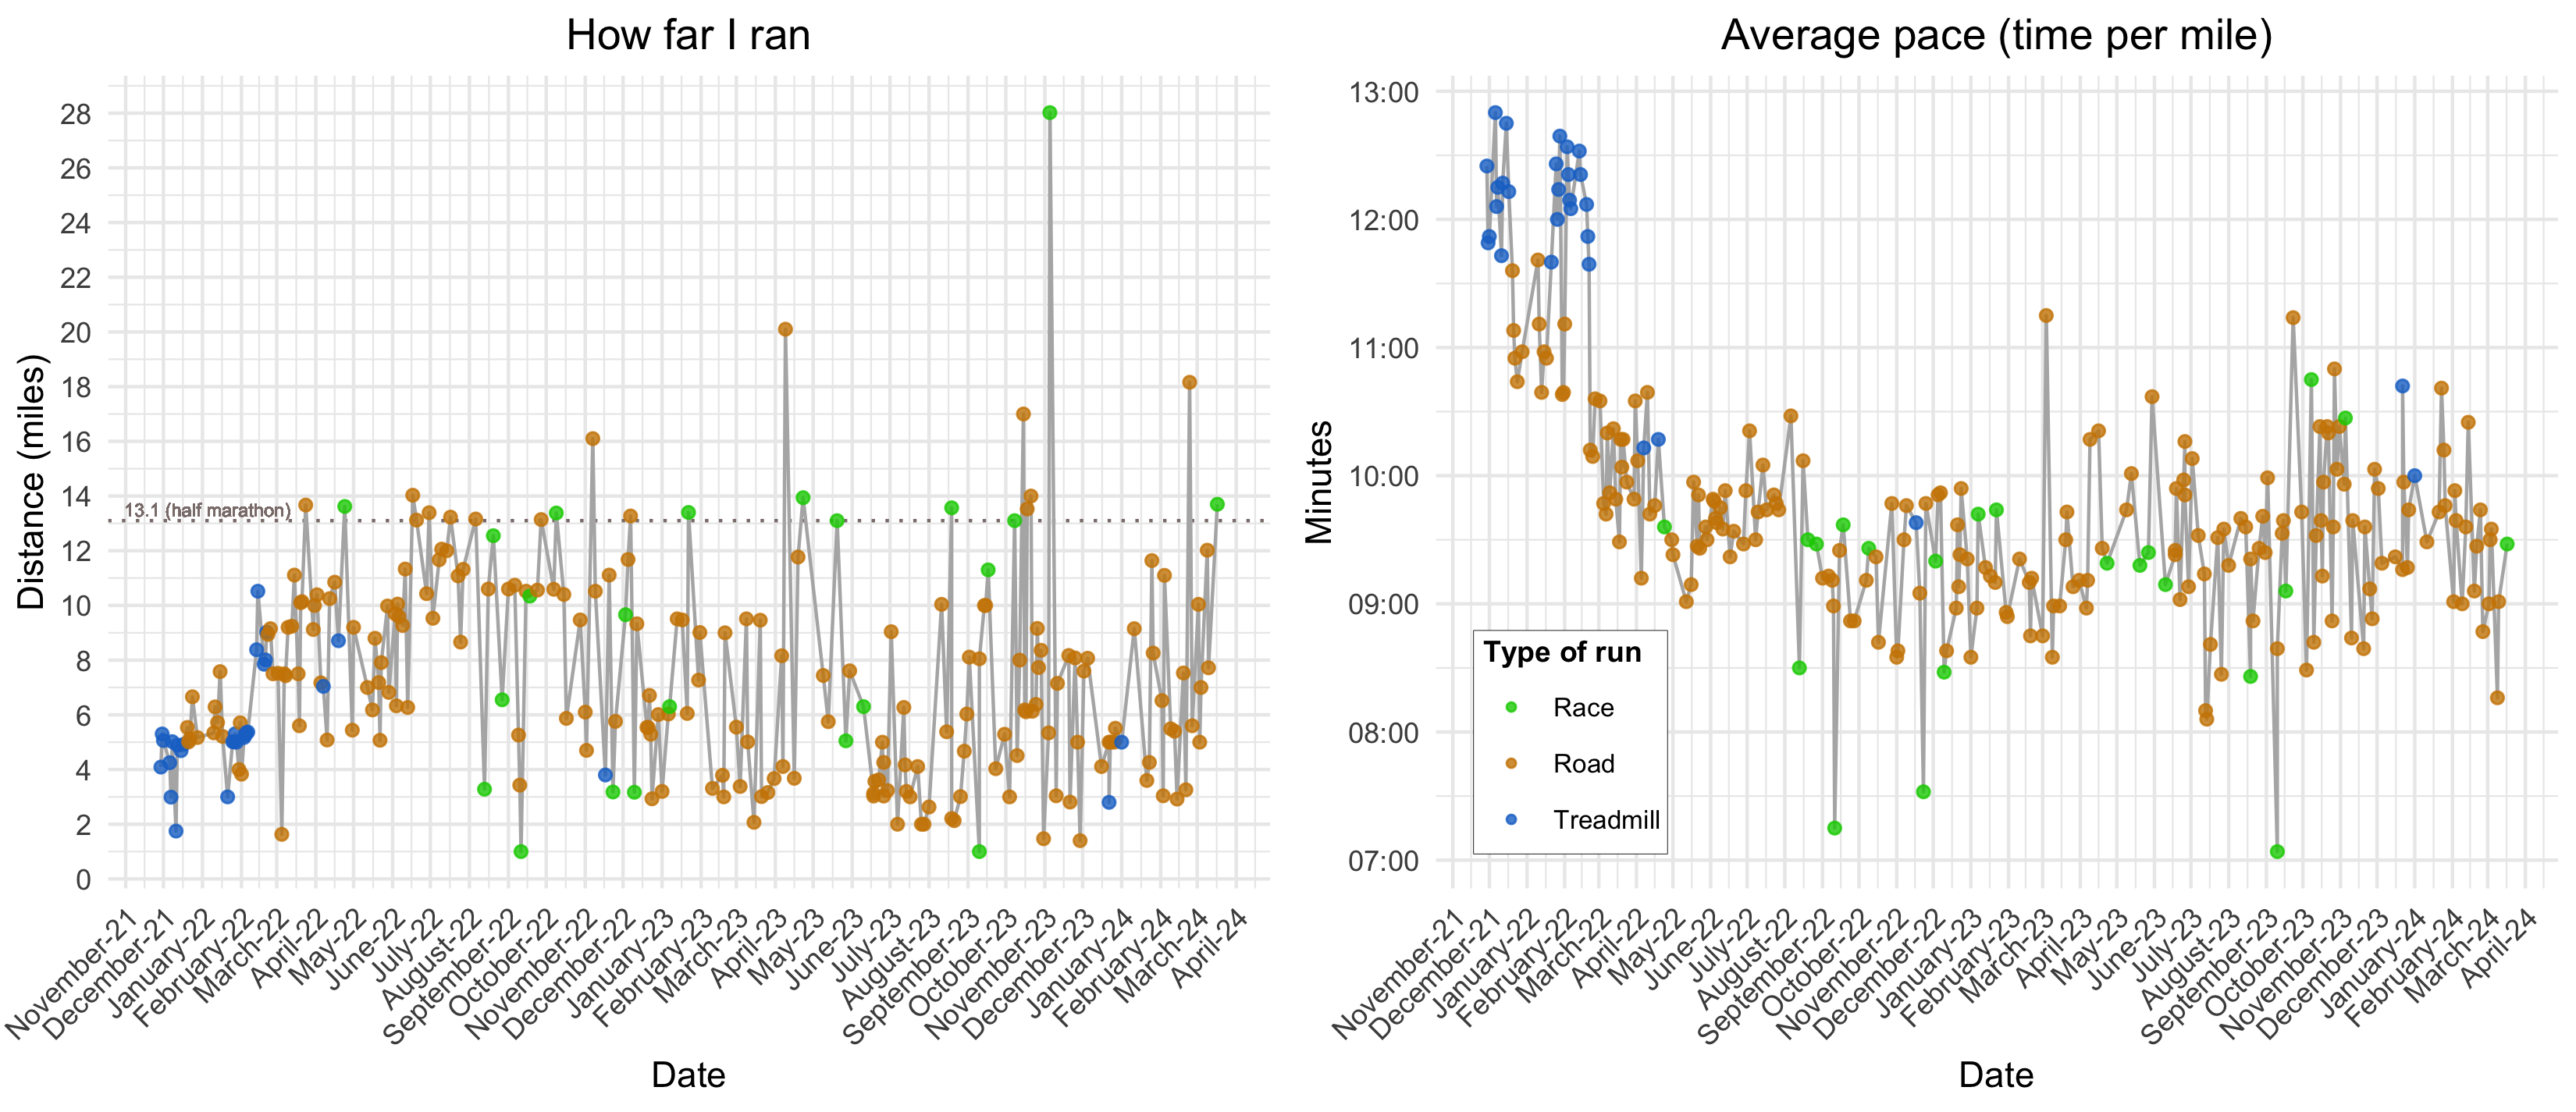 How far I ran
Distance (miles)
28
26
24
22
20
18
16
14
12
10
8
6
4
2
0
13.1 (half marathon)
November-21
December-21
January-22
February-22
March-22
April-22
May-22
June-22
July-22
August-22
September-22
October-22
November-22
December-22
January-23
February-23
March-23
April-23
May-23
June-23
July-23
August-23
September-23
October-23
November-23
December-23
January-24
February-24
March-24
April-24
Date
Average pace (time per mile)
Minutes
13:00
12:00
11:00
10:00
09:00
08:00
07:00
Type of run
Race
Road
Treadmill
November-21
December-21
January-22
February-22
March-22
April-22
May-22
June-22
July-22
August-22
September-22
October-22
November-22
December-22
January-23
February-23
March-23
April-23
May-23
June-23
July-23
August-23
September-23
October-23
November-23
December-23
January-24
February-24
March-24
April-24
Date